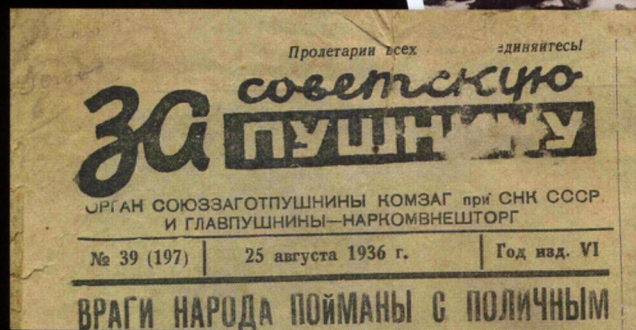 Пролетарии всех единяйтесь!
За советскую
ПУШНИНУ
ОРГАН СОЮЗЗАГОТПУШНИНЫ КОМЗАГ при СНК СССР
И ГЛАВПУШНИНЫ—НАРКОМВНЕШТОРГ
№ 39 (197) 25 августа 1936 г. Год изд. VI
ВРАГИ НАРОДА ПОЙМАНЫ С ПОЛИЧНЫМ